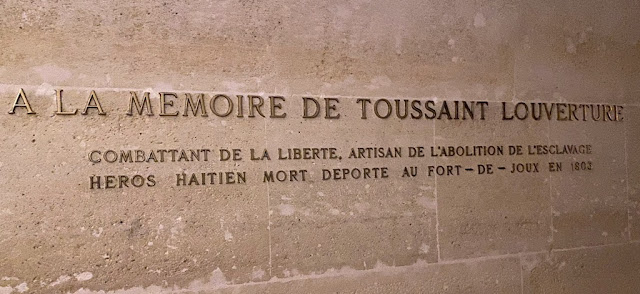 A LA MEMOIRE DE TOUSSAINT LOUVERTURE
COMBATTANT DE LA LIBERTE, ARTISAN DE L'ABOLITION DE L'ESCLAVAGE
HEROS HAITIEN MORT DEPORTE AU FORT-DE-JOUX EN 1803